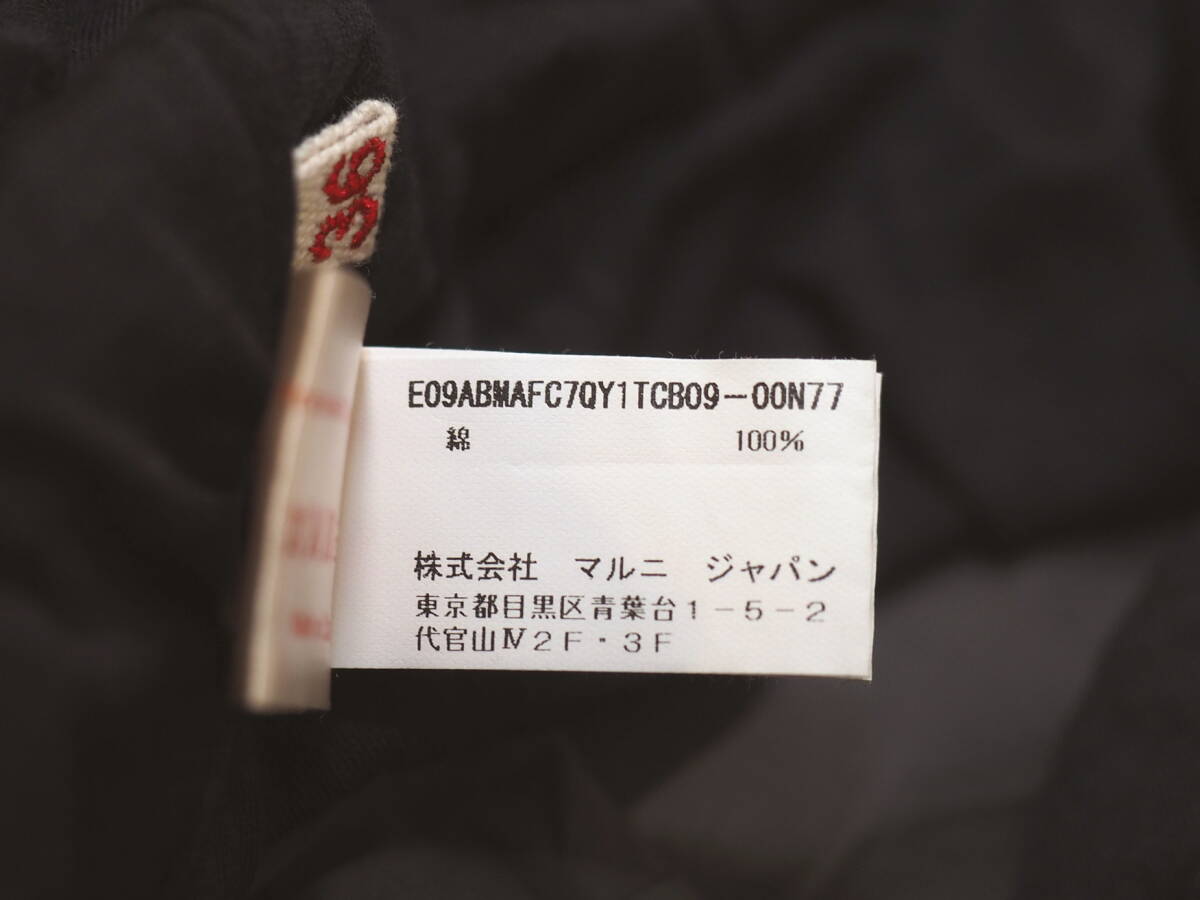 36
E09ABMAFC7QY1TCB09-00N77
綿 100%
株式会社 マルニ ジャパン
東京都目黒区青葉台1-5-2
代官山Ⅳ2F・3F